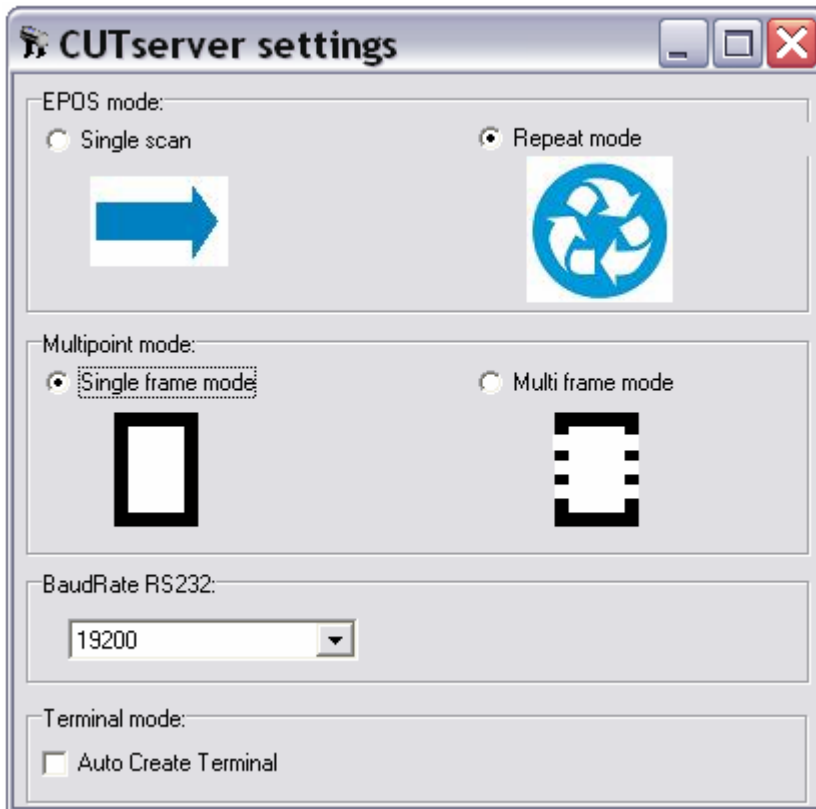 CUTserver settings
EPOS mode:
Single scan
Repeat mode
Multipoint mode:
Single frame mode
Multi frame mode
BaudRate RS232:
19200
Terminal mode:
Auto Create Terminal